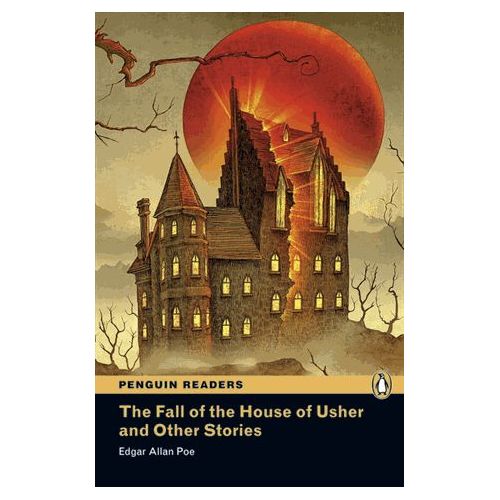 PENGUIN READERS
The Fall of the House of Usher
and Other Stories
Edgar Allan Poe